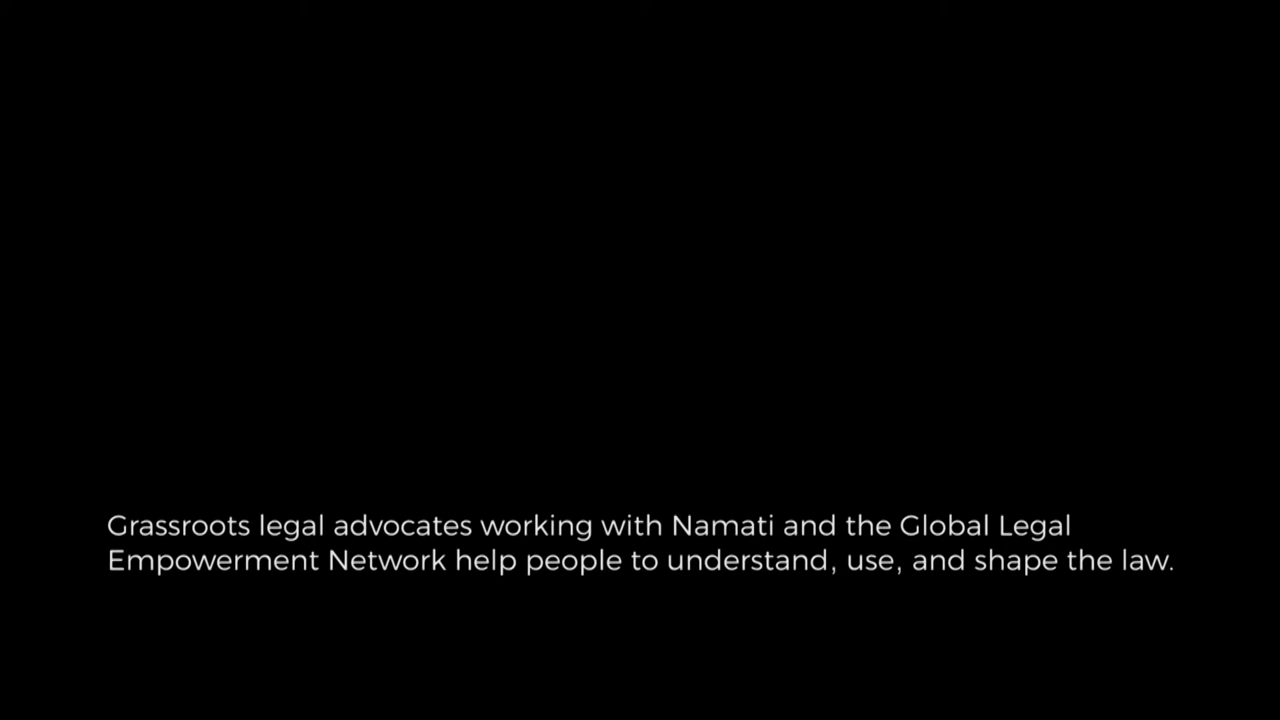 Grassroots legal advocates working with Namati and the Global Legal
Empowerment Network help people to understand, use, and shape the law.